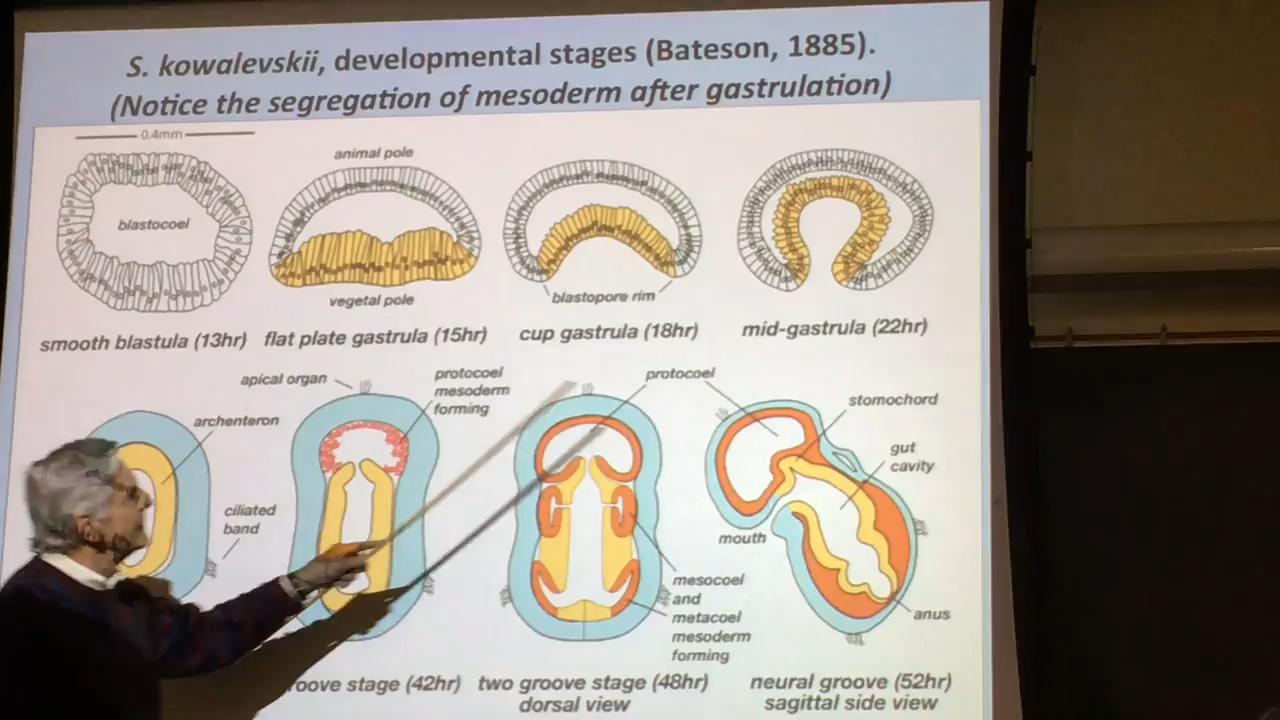 S. kowalevskii, developmental stages (Bateson, 1885).
(Notice the segregation of mesoderm after gastrulation)
0.4mm
animal pole
blastocoel
vegetal pole
blastopore rim
smooth blastula (13hr)
flat plate gastrula (15hr)
cup gastrula (18hr)
mid-gastrula (22hr)
apical organ
protocoel
mesoderm
forming
protocoel
stomochord
archenteron
gut
cavity
ciliated
band
mouth
mesocoel
and
metacoel
mesoderm
forming
anus
stage (42hr)
two groove stage (48hr)
dorsal view
neural groove (52hr)
sagittal side view